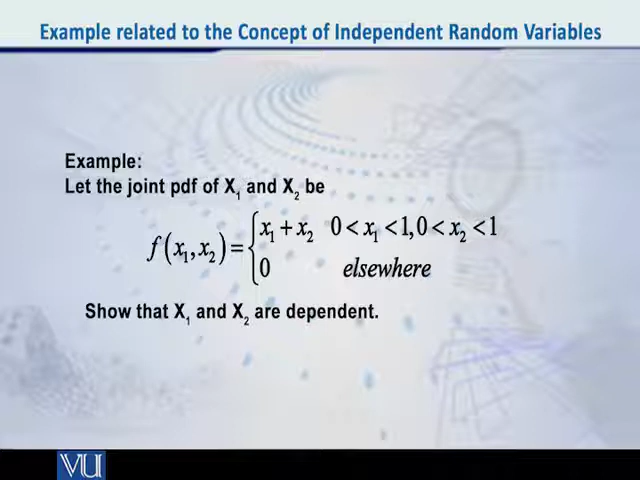 Example related to the Concept of Independent Random Variables
Example:
Let the joint pdf of X₁ and X₂ be
f(x₁,x₂) = { x₁ + x₂   0 < x₁ < 1, 0 < x₂ < 1
0   elsewhere
Show that X₁ and X₂ are dependent.
VU